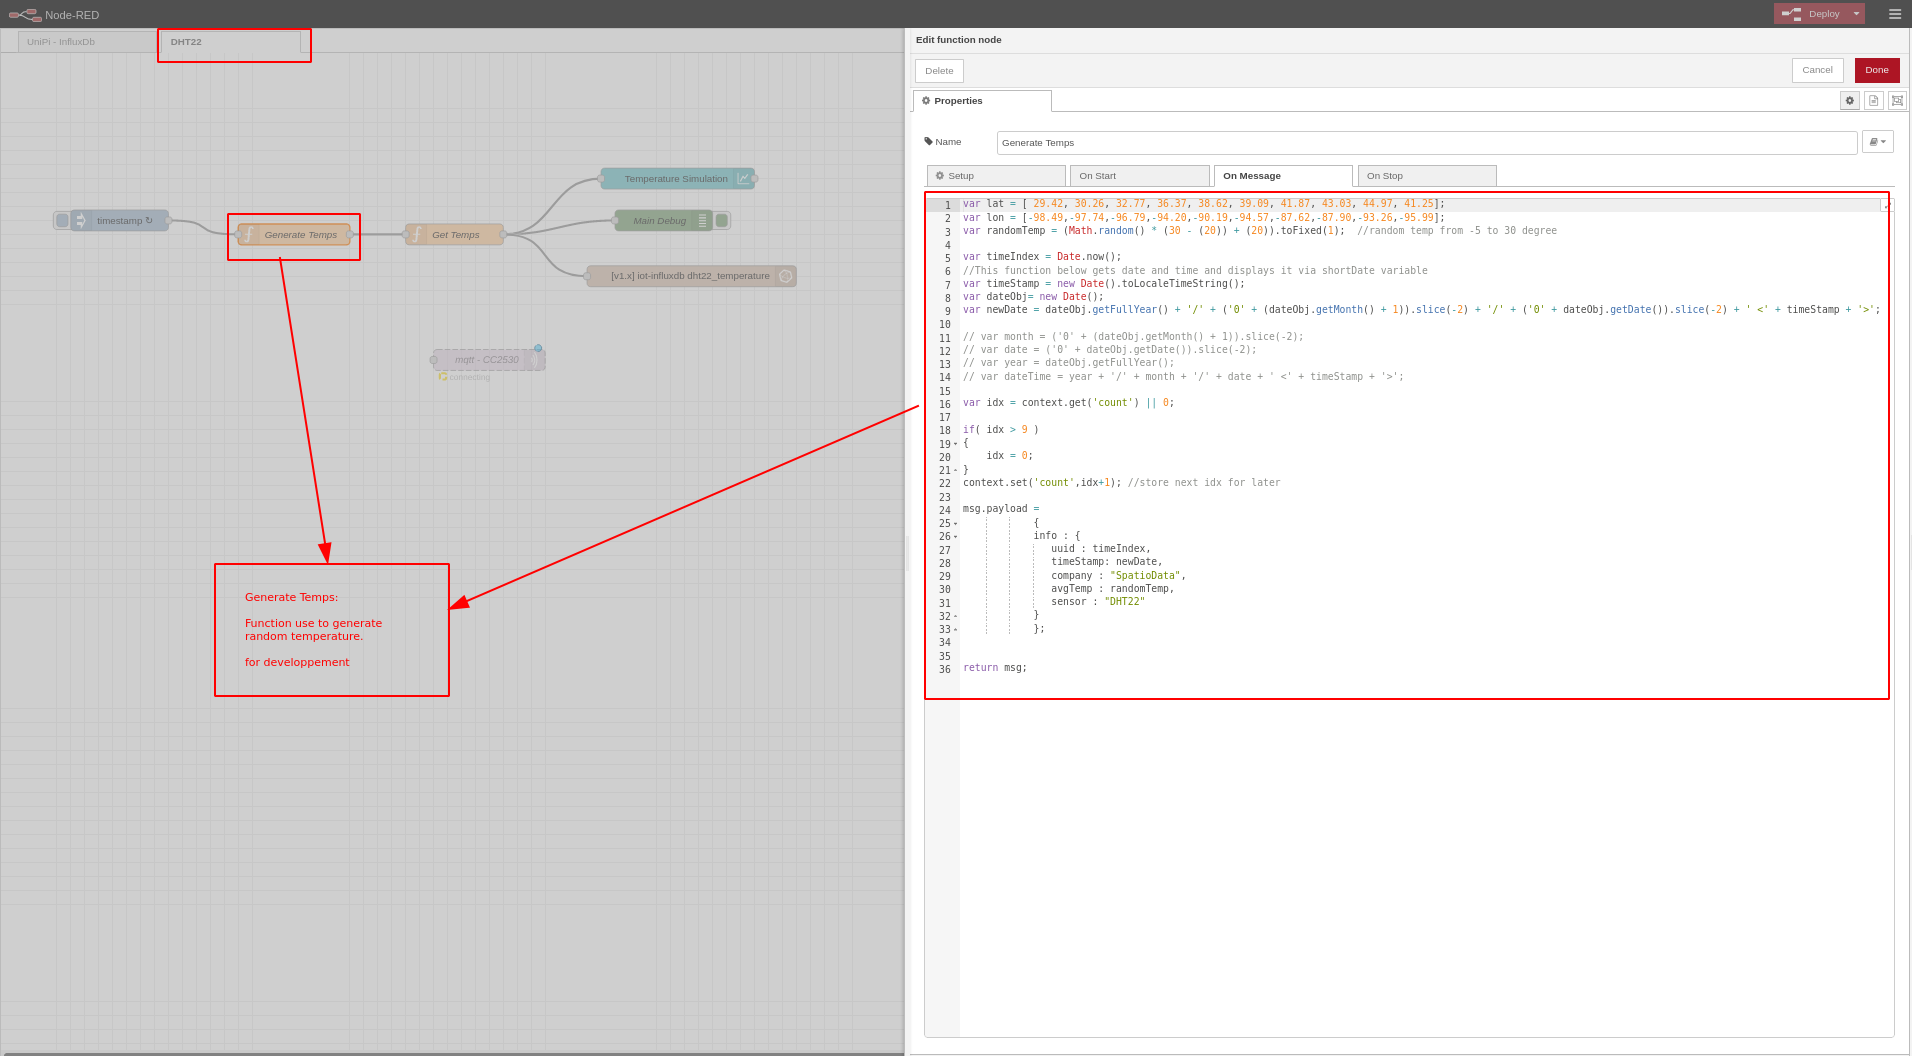 Node-RED
Deploy
UniPi - InfluxDb
DHT22
timestamp ↻
Generate Temps
Get Temps
Temperature Simulation
Main Debug
[v1.x] iot-influxdb dht22_temperature
mqtt - CC2530
connecting
Generate Temps:
Function use to generate
random temperature.
for developpement
Edit function node
Delete
Cancel
Done
Properties
Name
Generate Temps
Setup
On Start
On Message
On Stop
1 var lat = [ 29.42, 30.26, 32.77, 36.37, 38.62, 39.09, 41.87, 43.03, 44.97, 41.25];
2 var lon = [-98.49,-97.74,-96.79,-94.20,-90.19,-94.57,-87.62,-87.90,-93.26,-95.99];
3 var randomTemp = (Math.random() * (30 - (20)) + (20)).toFixed(1);  //random temp from -5 to 30 degree
4
5 var timeIndex = Date.now();
6 //This function below gets date and time and displays it via shortDate variable
7 var timeStamp = new Date().toLocaleTimeString();
8 var dateObj= new Date();
9 var newDate = dateObj.getFullYear() + '/' + ('0' + (dateObj.getMonth() + 1)).slice(-2) + '/' + ('0' + dateObj.getDate()).slice(-2) + ' <' + timeStamp + '>';
10
11 // var month = ('0' + (dateObj.getMonth() + 1)).slice(-2);
12 // var date = ('0' + dateObj.getDate()).slice(-2);
13 // var year = dateObj.getFullYear();
14 // var dateTime = year + '/' + month + '/' + date + ' <' + timeStamp + '>';
15
16 var idx = context.get('count') || 0;
17
18 if( idx > 9 )
19 {
20     idx = 0;
21 }
22 context.set('count',idx+1); //store next idx for later
23
24 msg.payload =
25             {
26             info : {
27                uuid : timeIndex,
28                timeStamp: newDate,
29                company : "SpatioData",
30                avgTemp : randomTemp,
31                sensor : "DHT22"
32             }
33             };
34
35
36 return msg;